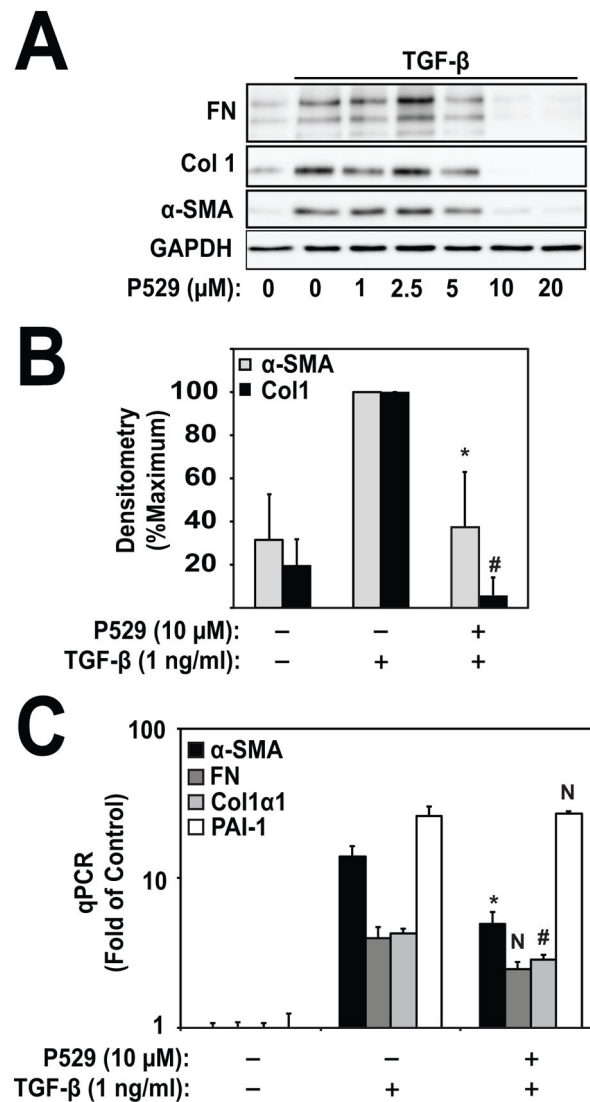 A
TGF-β
FN
Col 1
α-SMA
GAPDH
P529 (μM): 0 0 1 2.5 5 10 20
B
α-SMA
Col1
Densitometry
(%Maximum)
100
80
60
40
20
*
#
P529 (10 μM): – – +
TGF-β (1 ng/ml): – + +
C
α-SMA
FN
Col1α1
PAI-1
qPCR
(Fold of Control)
100
10
1
*
N
#
N
P529 (10 μM): – – +
TGF-β (1 ng/ml): – + +